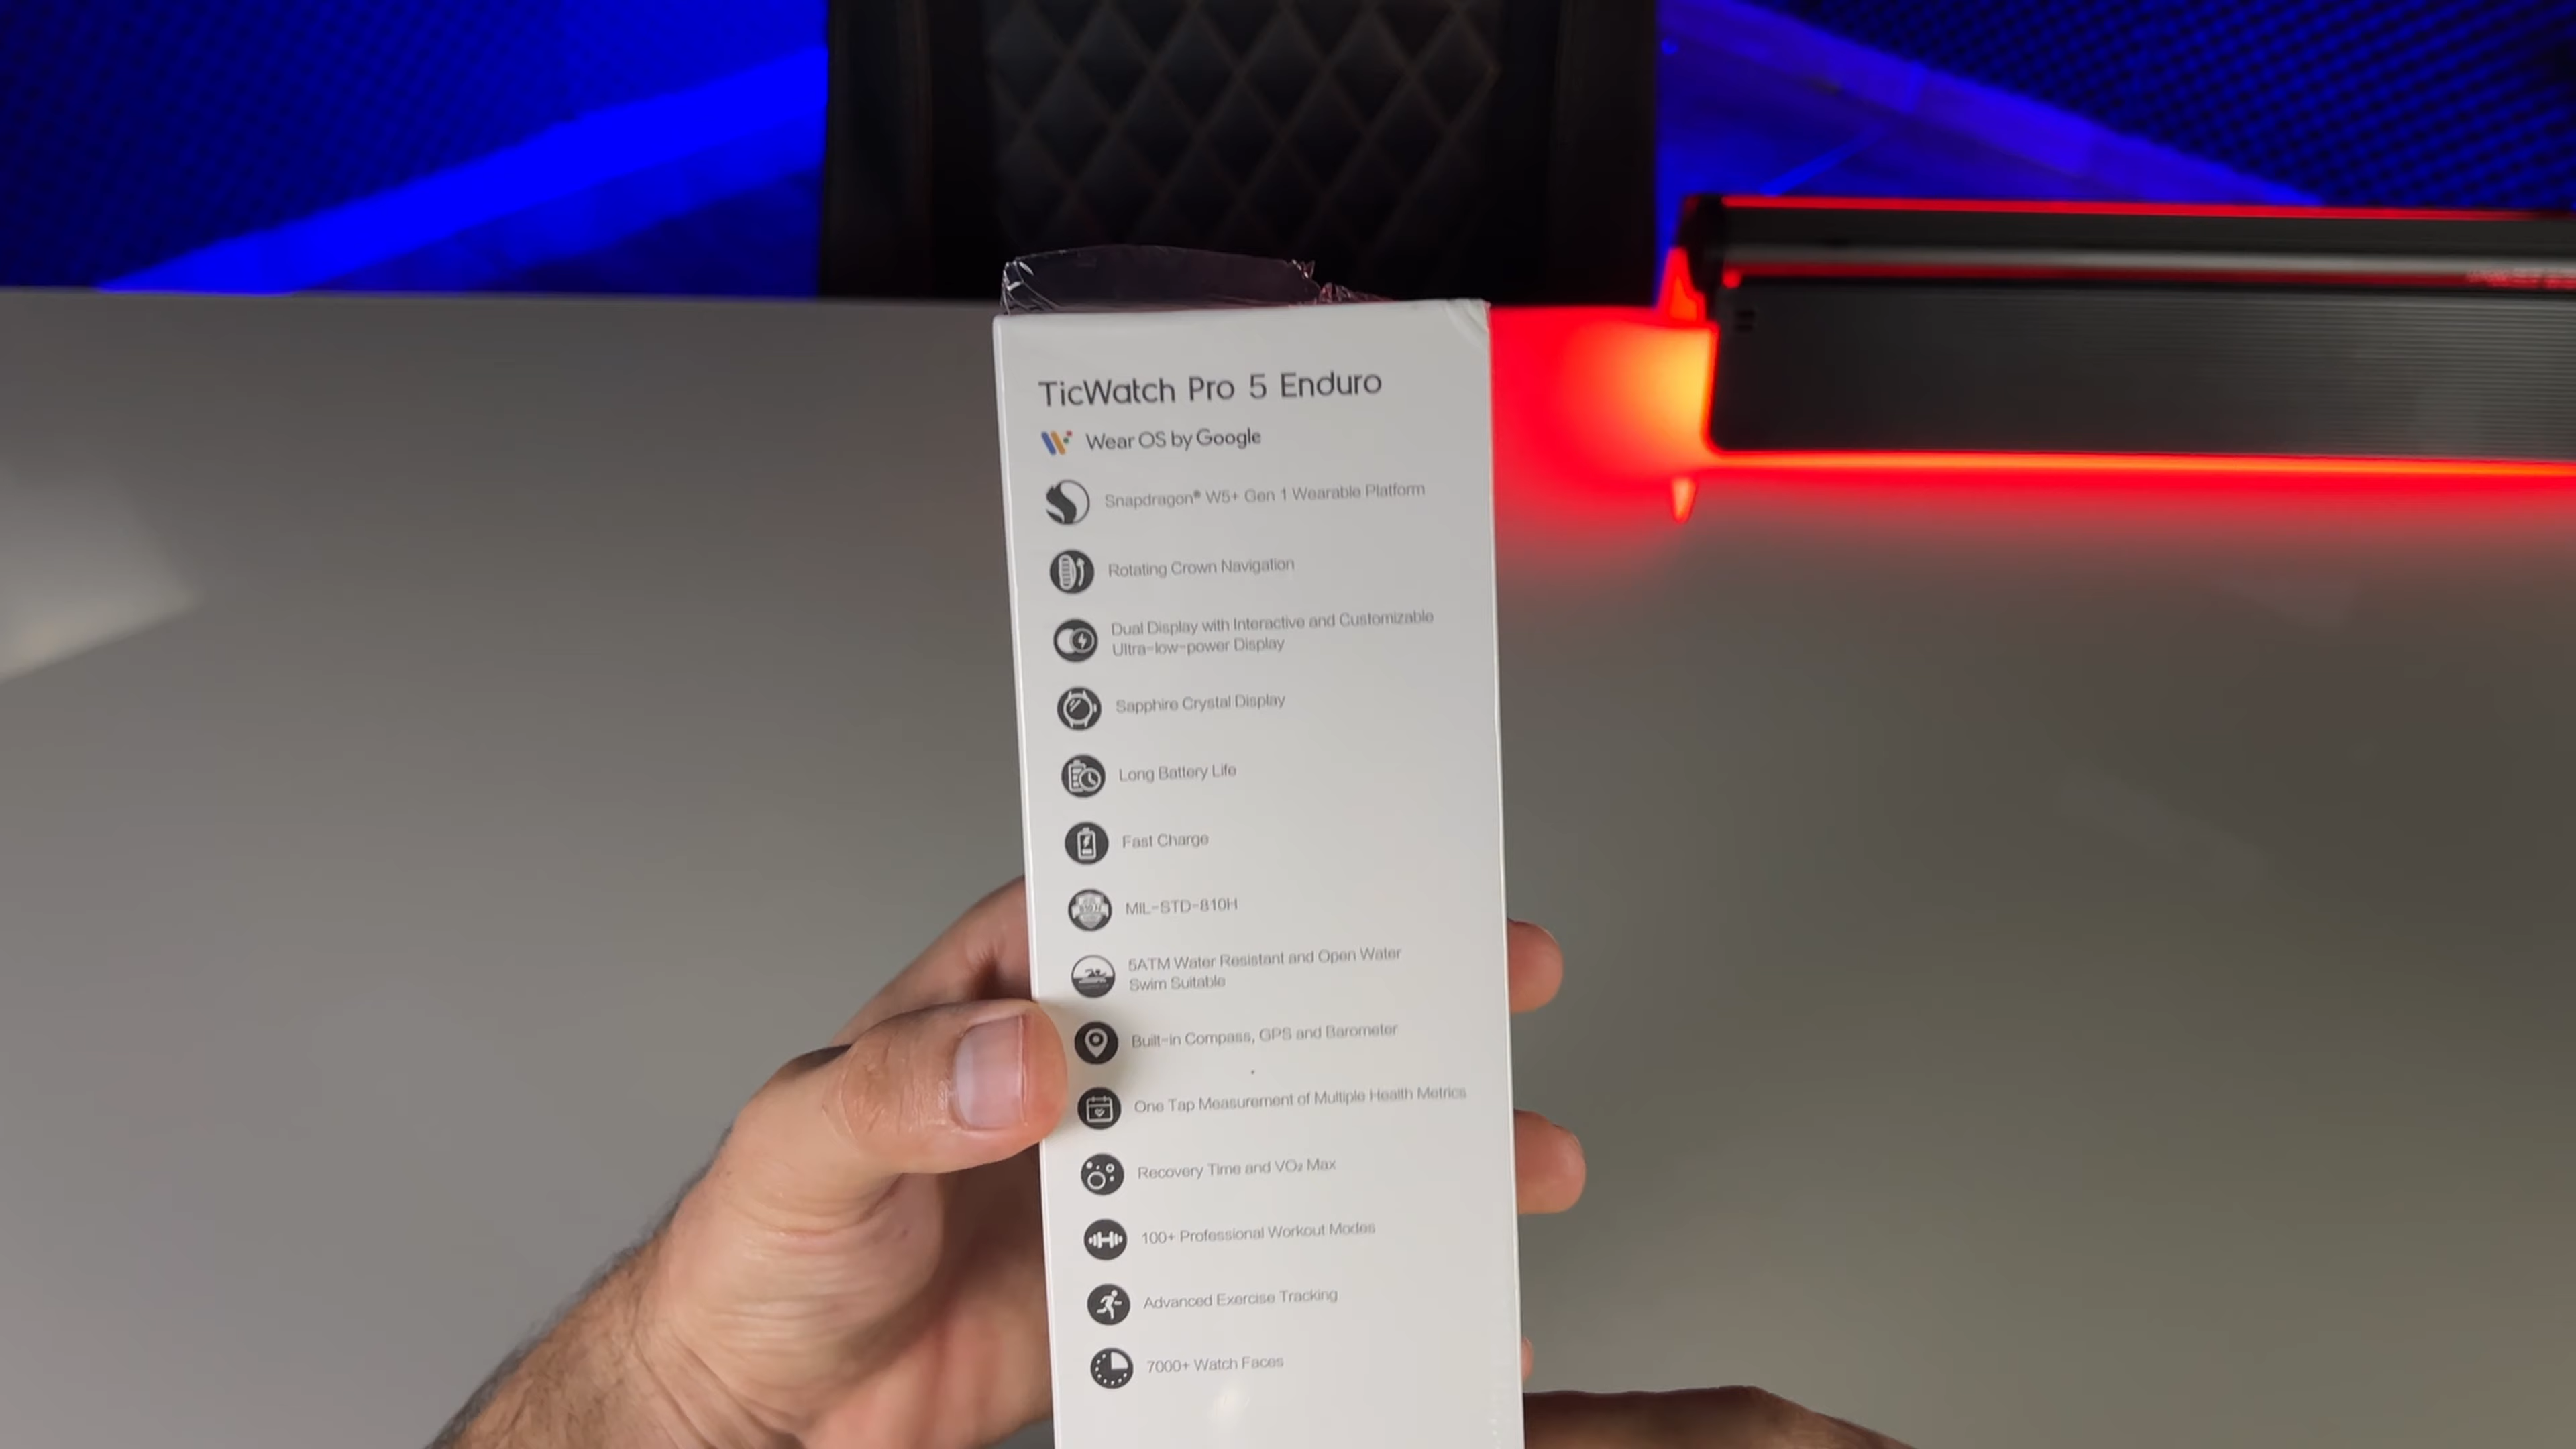 TicWatch Pro 5 Enduro
Wear OS by Google
Snapdragon® W5+ Gen 1 Wearable Platform
Rotating Crown Navigation
Dual Display with Interactive and Customizable
Ultra-low-power Display
Sapphire Crystal Display
Long Battery Life
Fast Charge
MIL-STD-810H
5ATM Water Resistant and Open Water
Swim Suitable
Built-in Compass, GPS and Barometer
One Tap Measurement of Multiple Health Metrics
Recovery Time and VO₂ Max
100+ Professional Workout Modes
Advanced Exercise Tracking
7000+ Watch Faces